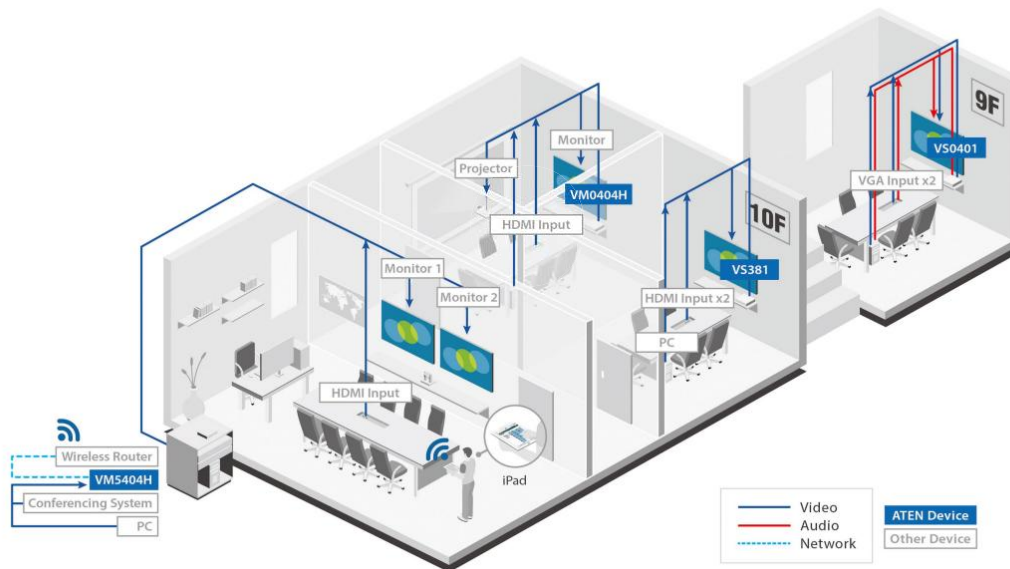 9F
VS0401
VGA Input x2
Monitor
Projector
VM0404H
HDMI Input
10F
VS381
HDMI Input x2
PC
Monitor 1
Monitor 2
HDMI Input
iPad
Wireless Router
VM5404H
Conferencing System
PC
Video
Audio
Network
ATEN Device
Other Device